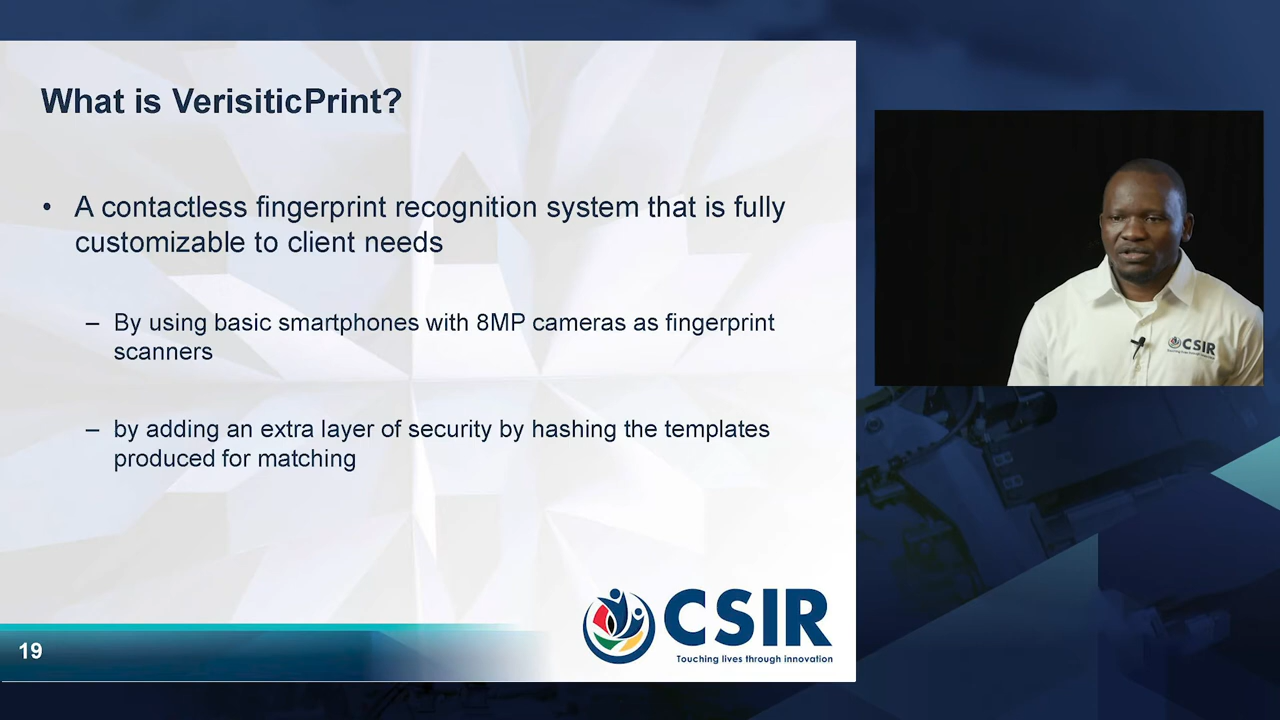 What is VerisiticPrint?
• A contactless fingerprint recognition system that is fully
customizable to client needs
– By using basic smartphones with 8MP cameras as fingerprint
scanners
– by adding an extra layer of security by hashing the templates
produced for matching
CSIR
Touching lives through innovation
19
CSIR